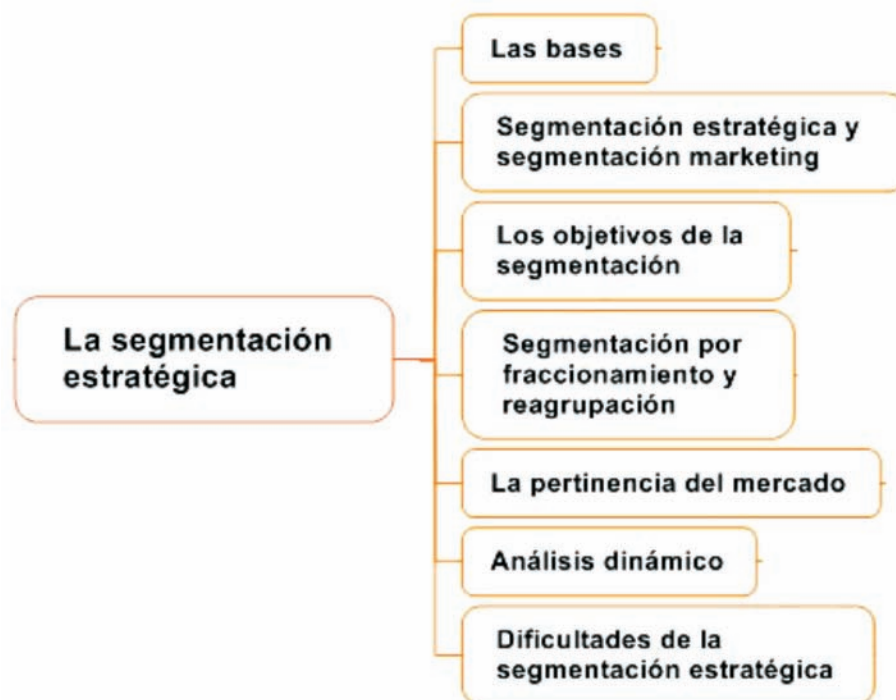 Las bases
Segmentación estratégica y
segmentación marketing
Los objetivos de la
segmentación
La segmentación
estratégica
Segmentación por
fraccionamiento y
reagrupación
La pertinencia del mercado
Análisis dinámico
Dificultades de la
segmentación estratégica